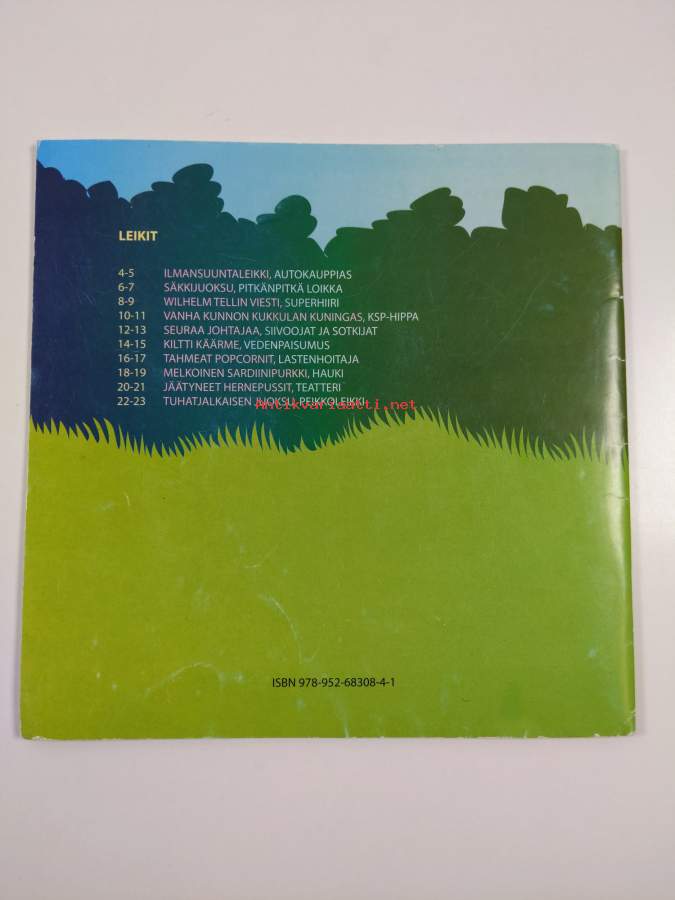 LEIKIT
4-5 ILMANSUUNTALEIKKI, AUTOKAUPPIAS
6-7 SÄKKIJUOKSU, PITKÄNPITKÄ LOIKKA
8-9 WILHELM TELLIN VIESTI, SUPERHIIRI
10-11 VANHA KUNNON KUKKULAN KUNINGAS, KSP-HIPPA
12-13 SEURAA JOHTAJAA, SIIVOOJAT JA SOTKIJAT
14-15 KILTTI KÄÄRME, VEDENPAISUMUS
16-17 TAHMEAT POPCORNIT, LASTENHOITAJA
18-19 MELKOINEN SARDIINIPURKKI, HAUKI
20-21 JÄÄTYNEET HERNEPUSSIT, TEATTERI
22-23 TUHATJALKAISEN JUOKSU, PEIKKOLEIKKI
Antikvariaatti.net
ISBN 978-952-68308-4-1